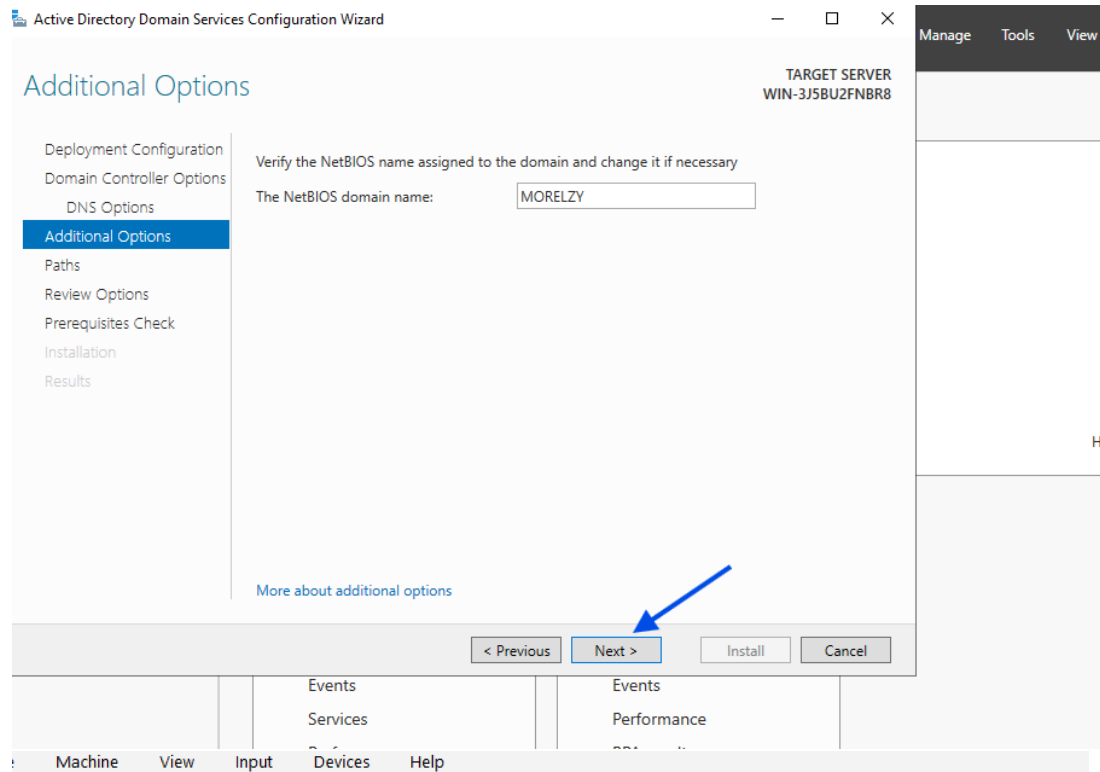 Active Directory Domain Services Configuration Wizard
Manage Tools View
Additional Options
TARGET SERVER
WIN-3J5BU2FNBR8
Deployment Configuration
Domain Controller Options
DNS Options
Additional Options
Paths
Review Options
Prerequisites Check
Installation
Results
Verify the NetBIOS name assigned to the domain and change it if necessary
The NetBIOS domain name: MORELZY
H
More about additional options
< Previous Next > Install Cancel
Events Events
Services Performance
Machine View Input Devices Help